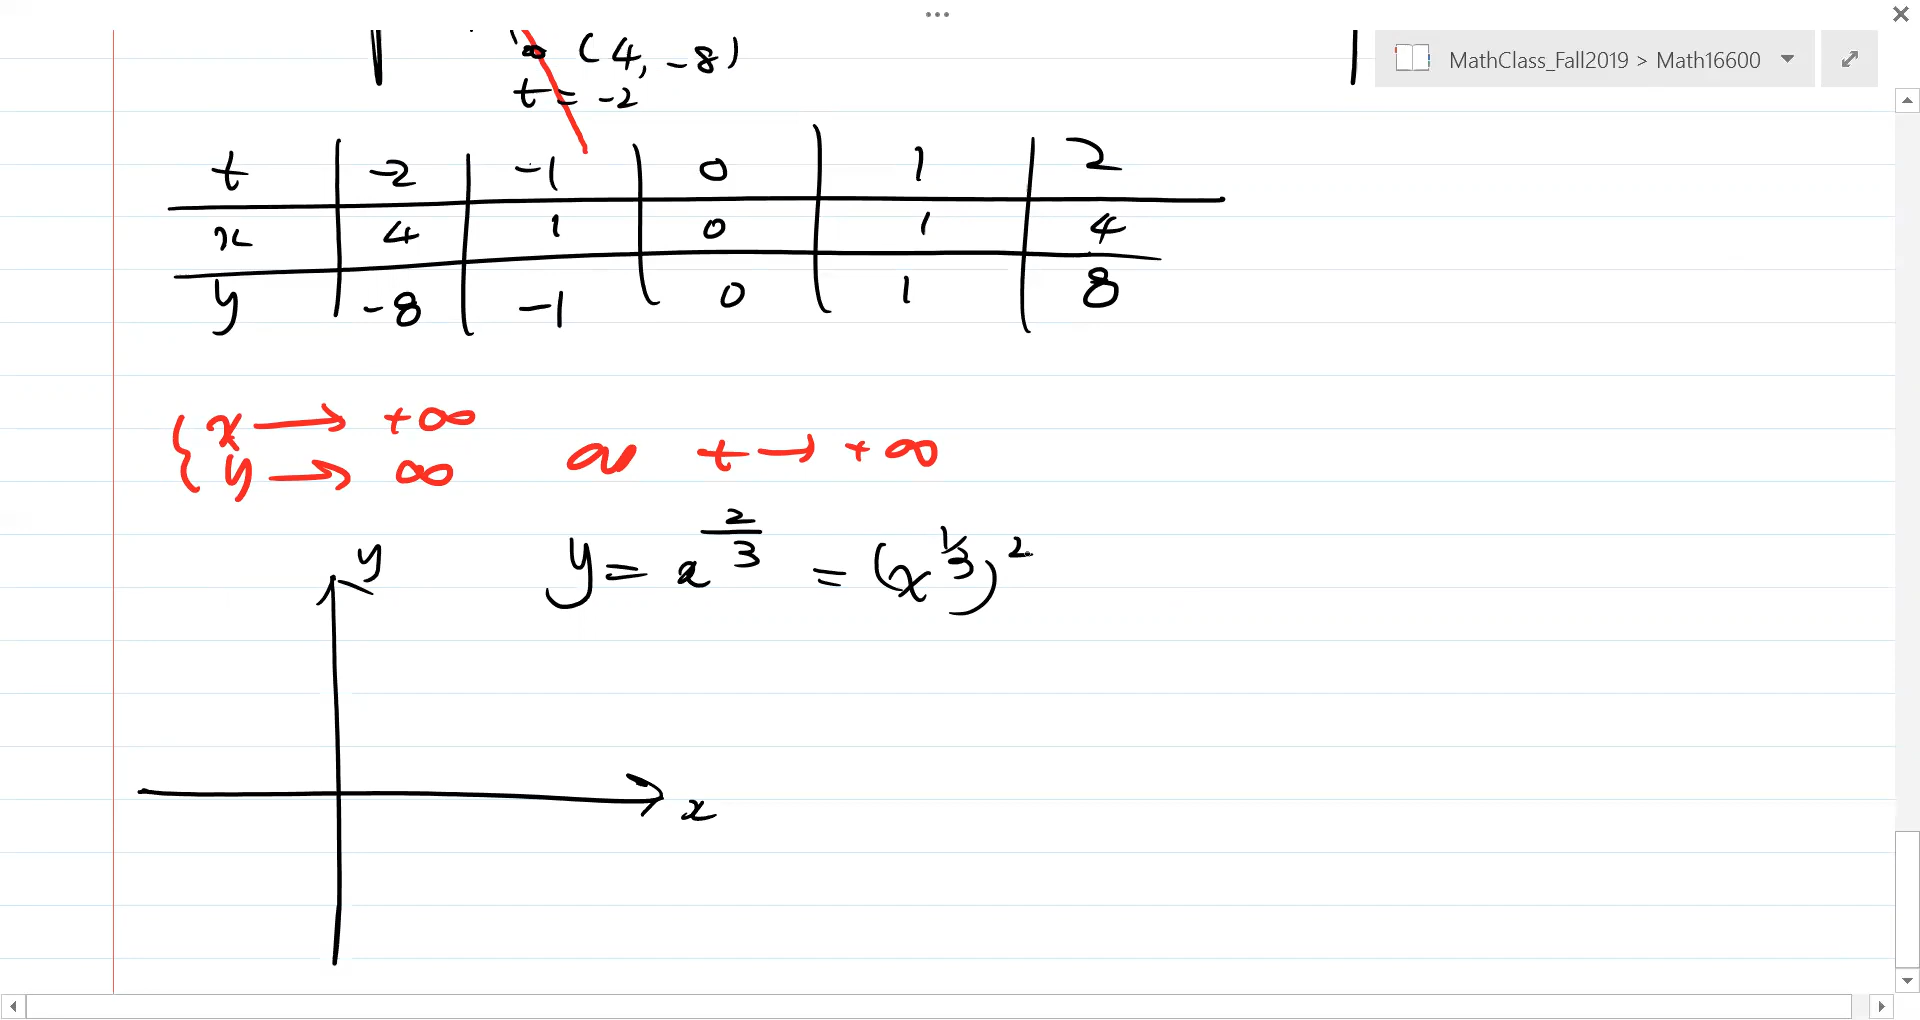 MathClass_Fall2019 > Math16600
(4, -8)
t = -2
t | -2 | -1 | 0 | 1 | 2
x | 4 | 1 | 0 | 1 | 4
y | -8 | -1 | 0 | 1 | 8
{ x → +∞
y → ∞ as t → +∞
y = x^(2/3) = (x^(1/3))^2
y
x